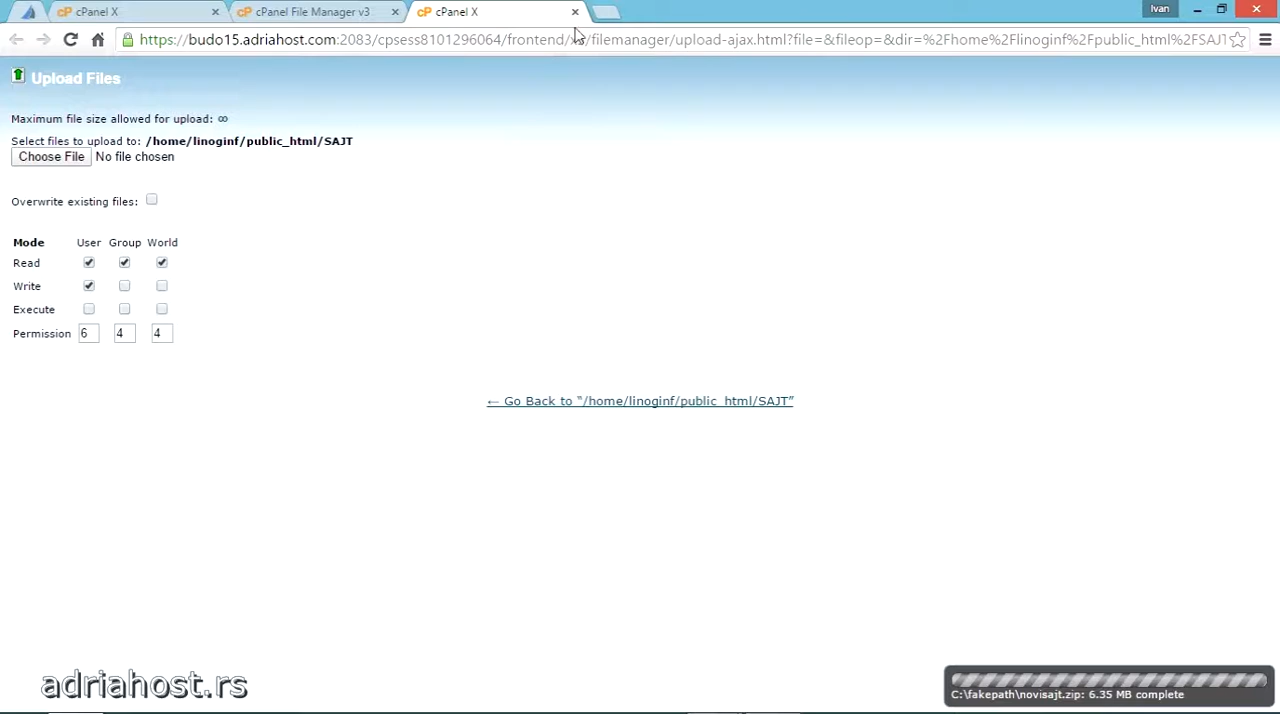 cPanel X
cPanel File Manager v3
cPanel X
Ivan
https://budo15.adriahost.com:2083/cpsess8101296064/frontend/
/filemanager/upload-ajax.html?file=&fileop=&dir=%2Fhome%2Flinoginf%2Fpublic_html%2FSAJT
Upload Files
Maximum file size allowed for upload: ∞
Select files to upload to: /home/linoginf/public_html/SAJT
Choose File No file chosen
Overwrite existing files:
Mode User Group World
Read
Write
Execute
Permission 6 4 4
← Go Back to “/home/linoginf/public_html/SAJT”
adriahost.rs
C:\fakepath\novisajt.zip: 6.35 MB complete